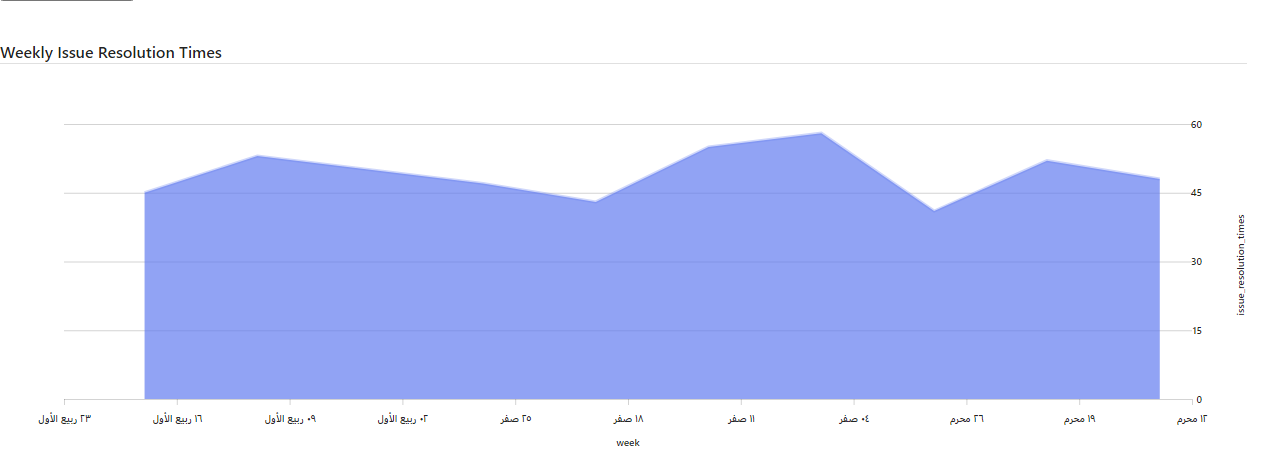 Weekly Issue Resolution Times
60
45
30
15
0
issue_resolution_times
١٢ محرم
١٩ محرم
٢٦ محرم
٠٤ صفر
١١ صفر
١٨ صفر
٢٥ صفر
٠٢ ربيع الأول
٠٩ ربيع الأول
١٦ ربيع الأول
٢٣ ربيع الأول
week